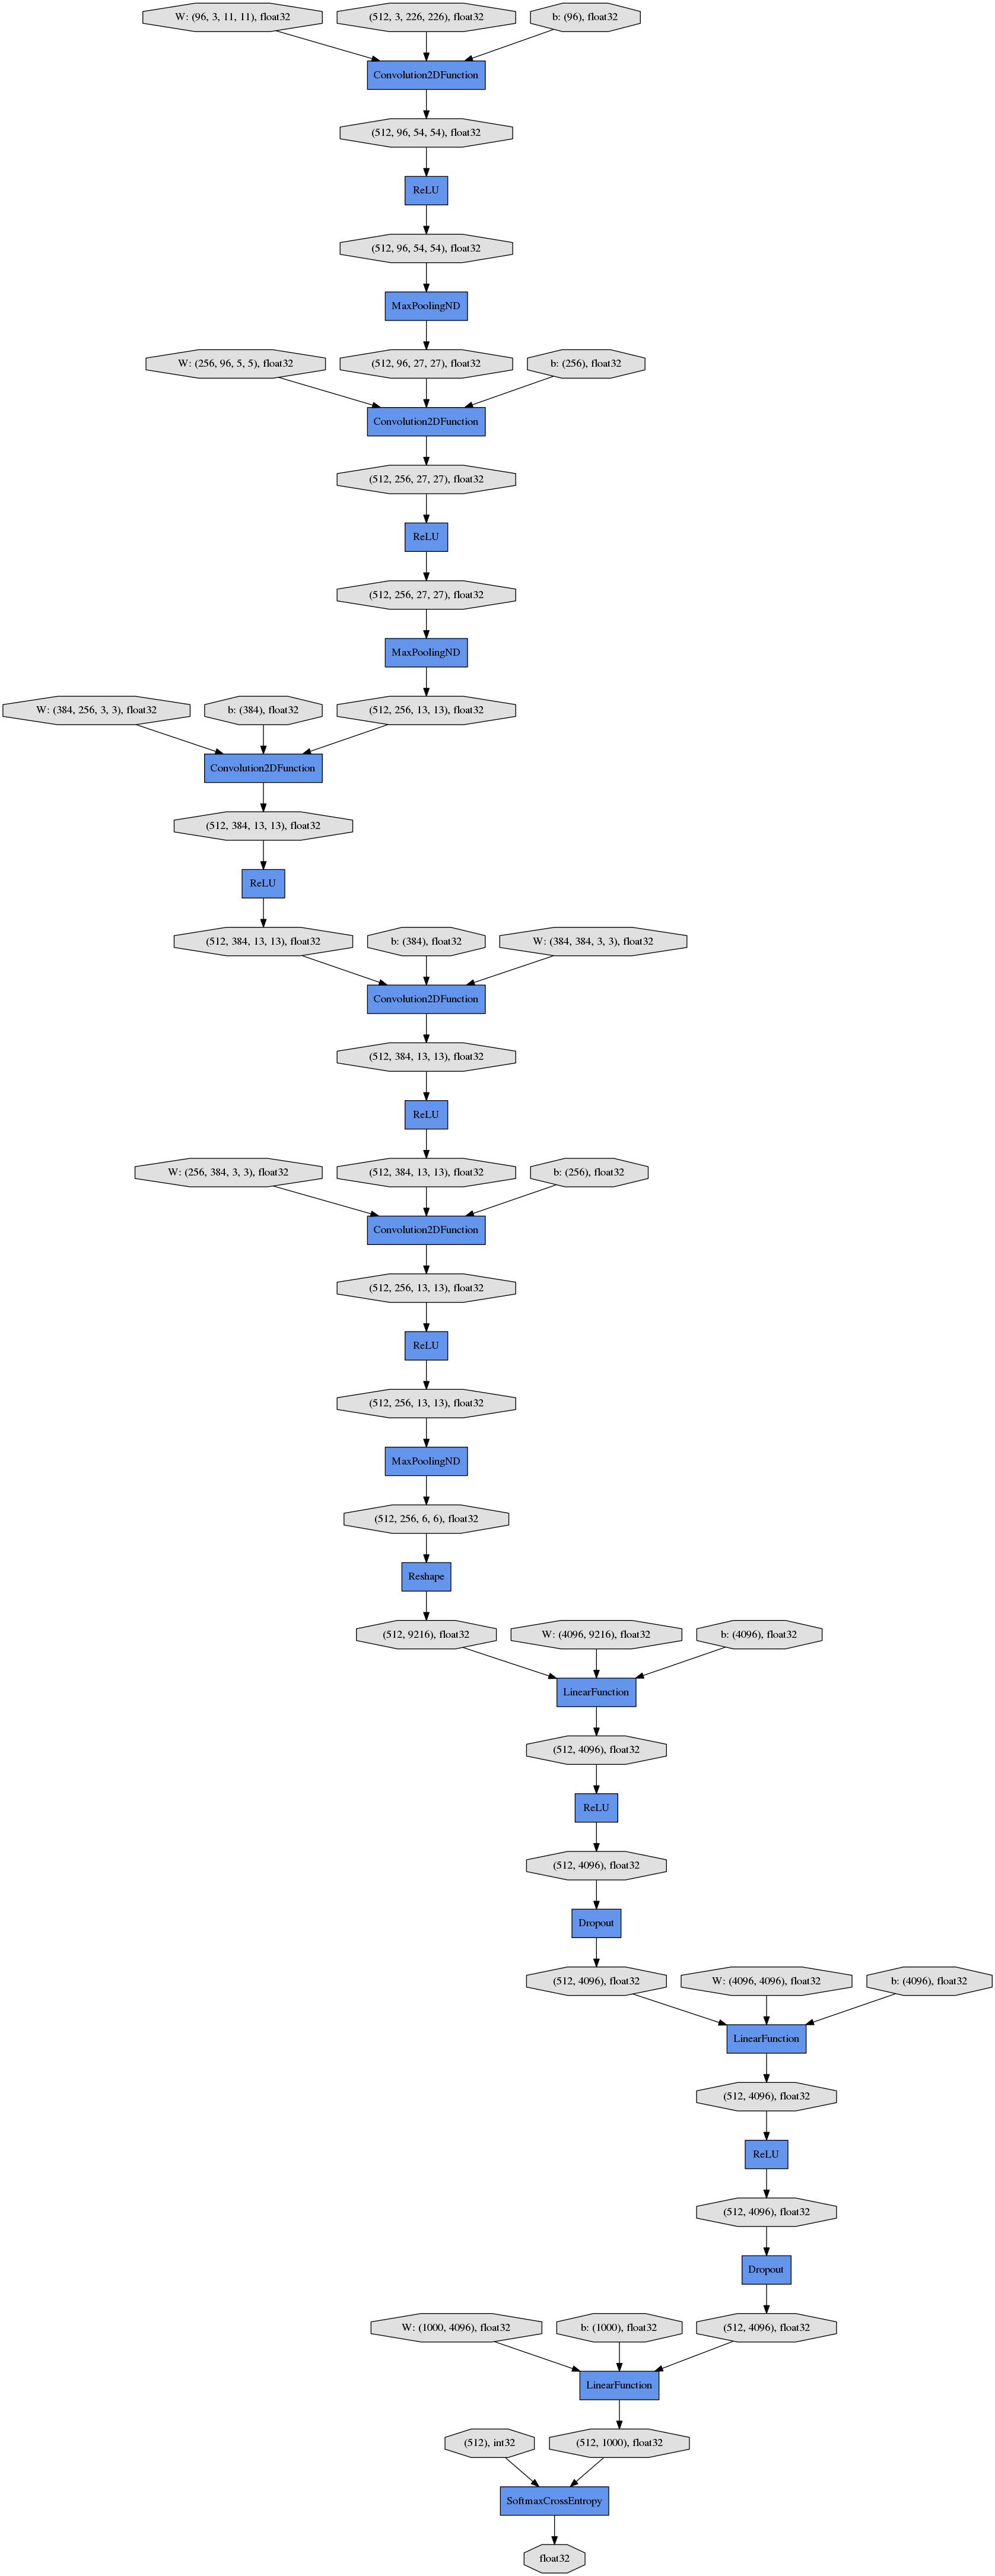 W: (96, 3, 11, 11), float32
(512, 3, 226, 226), float32
b: (96), float32
Convolution2DFunction
(512, 96, 54, 54), float32
ReLU
(512, 96, 54, 54), float32
MaxPoolingND
W: (256, 96, 5, 5), float32
(512, 96, 27, 27), float32
b: (256), float32
Convolution2DFunction
(512, 256, 27, 27), float32
ReLU
(512, 256, 27, 27), float32
MaxPoolingND
W: (384, 256, 3, 3), float32
b: (384), float32
(512, 256, 13, 13), float32
Convolution2DFunction
(512, 384, 13, 13), float32
ReLU
(512, 384, 13, 13), float32
b: (384), float32
W: (384, 384, 3, 3), float32
Convolution2DFunction
(512, 384, 13, 13), float32
ReLU
W: (256, 384, 3, 3), float32
(512, 384, 13, 13), float32
b: (256), float32
Convolution2DFunction
(512, 256, 13, 13), float32
ReLU
(512, 256, 13, 13), float32
MaxPoolingND
(512, 256, 6, 6), float32
Reshape
(512, 9216), float32
W: (4096, 9216), float32
b: (4096), float32
LinearFunction
(512, 4096), float32
ReLU
(512, 4096), float32
Dropout
(512, 4096), float32
W: (4096, 4096), float32
b: (4096), float32
LinearFunction
(512, 4096), float32
ReLU
(512, 4096), float32
Dropout
W: (1000, 4096), float32
b: (1000), float32
(512, 4096), float32
LinearFunction
(512), int32
(512, 1000), float32
SoftmaxCrossEntropy
float32